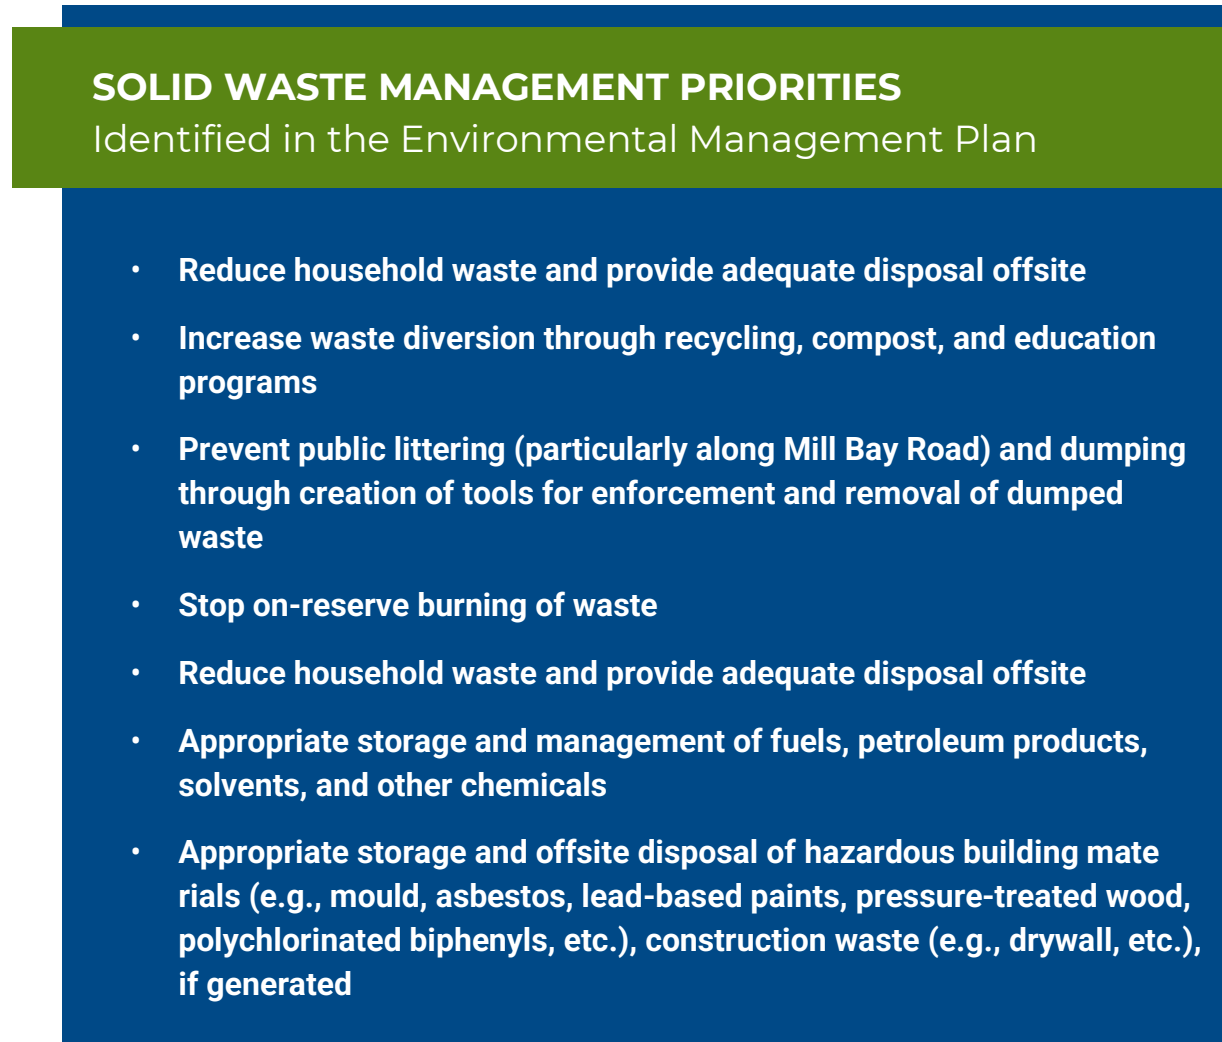 SOLID WASTE MANAGEMENT PRIORITIES
Identified in the Environmental Management Plan
• Reduce household waste and provide adequate disposal offsite
• Increase waste diversion through recycling, compost, and education
programs
• Prevent public littering (particularly along Mill Bay Road) and dumping
through creation of tools for enforcement and removal of dumped
waste
• Stop on-reserve burning of waste
• Reduce household waste and provide adequate disposal offsite
• Appropriate storage and management of fuels, petroleum products,
solvents, and other chemicals
• Appropriate storage and offsite disposal of hazardous building mate
rials (e.g., mould, asbestos, lead-based paints, pressure-treated wood,
polychlorinated biphenyls, etc.), construction waste (e.g., drywall, etc.),
if generated